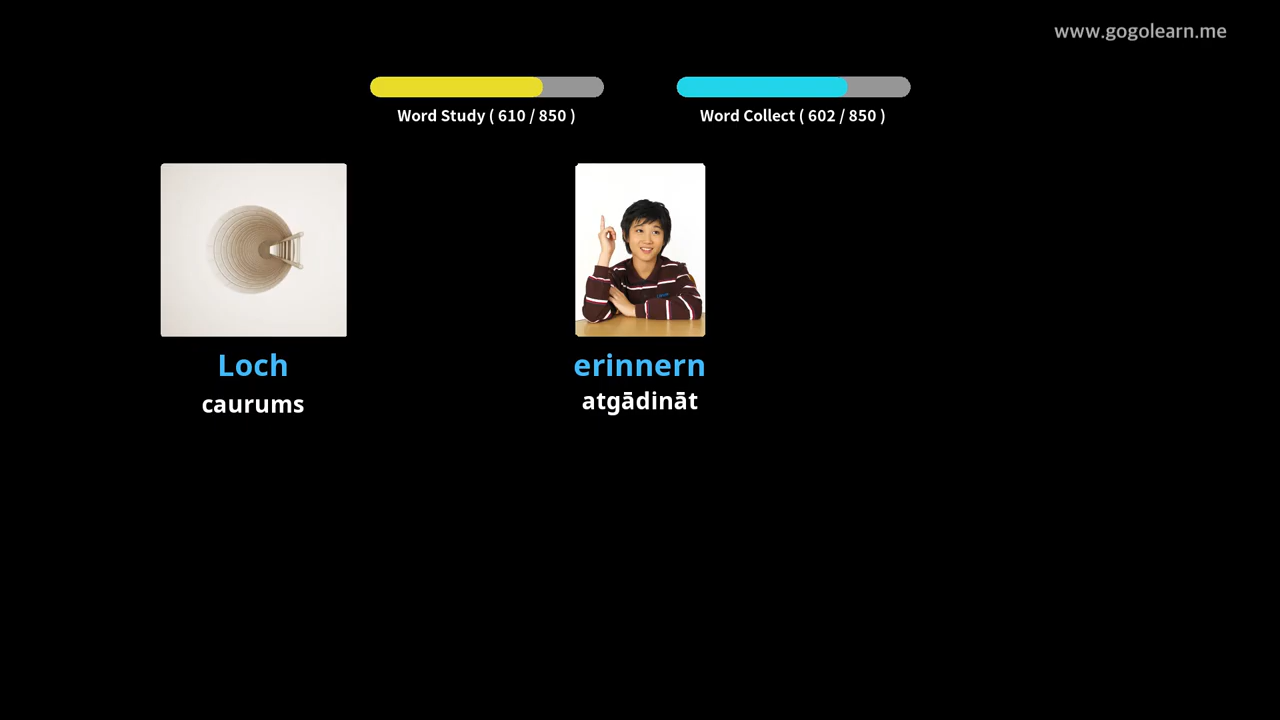 www.gogolearn.me
Word Study ( 610 / 850 )
Word Collect ( 602 / 850 )
Loch
caurums
erinnern
atgādināt